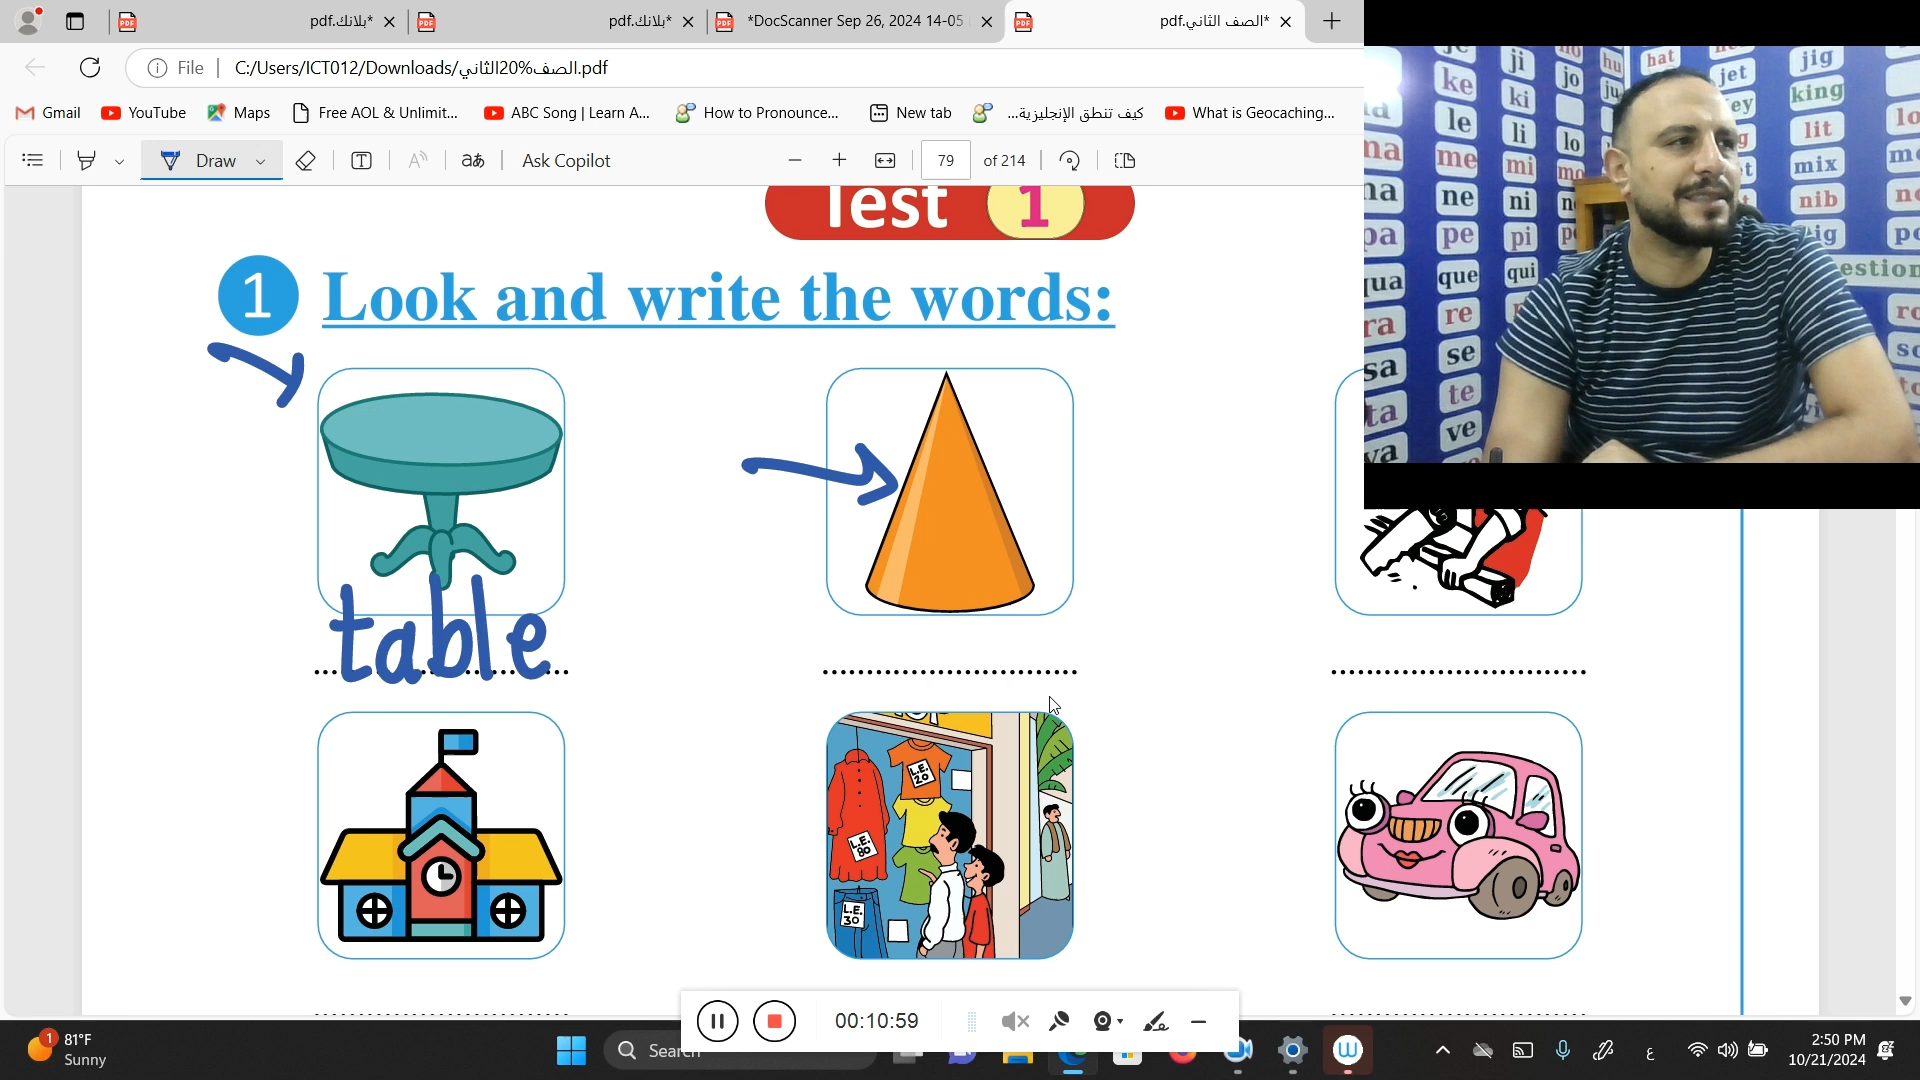 *بلانك.pdf
*بلانك.pdf
*DocScanner Sep 26, 2024 14-05
*الصف الثاني.pdf
File C:/Users/ICT012/Downloads/الصف%20الثاني.pdf
Gmail YouTube Maps Free AOL & Unlimit... ABC Song | Learn A... How to Pronounce... New tab كيف تنطق الإنجليزية... What is Geocaching...
Draw aあ Ask Copilot 79 of 214
Test 1
1 Look and write the words:
table
L.E. 20
L.E. 80
L.E. 30
00:10:59
1 81°F
Sunny
Search
ع
2:50 PM
10/21/2024
hat
jet
jig
ji
jo
ju
ke
ki
king
le
li
lo
lit
me
mi
mix
ne
ni
nib
pe
pi
que
qui
re
se
te
ve
sa